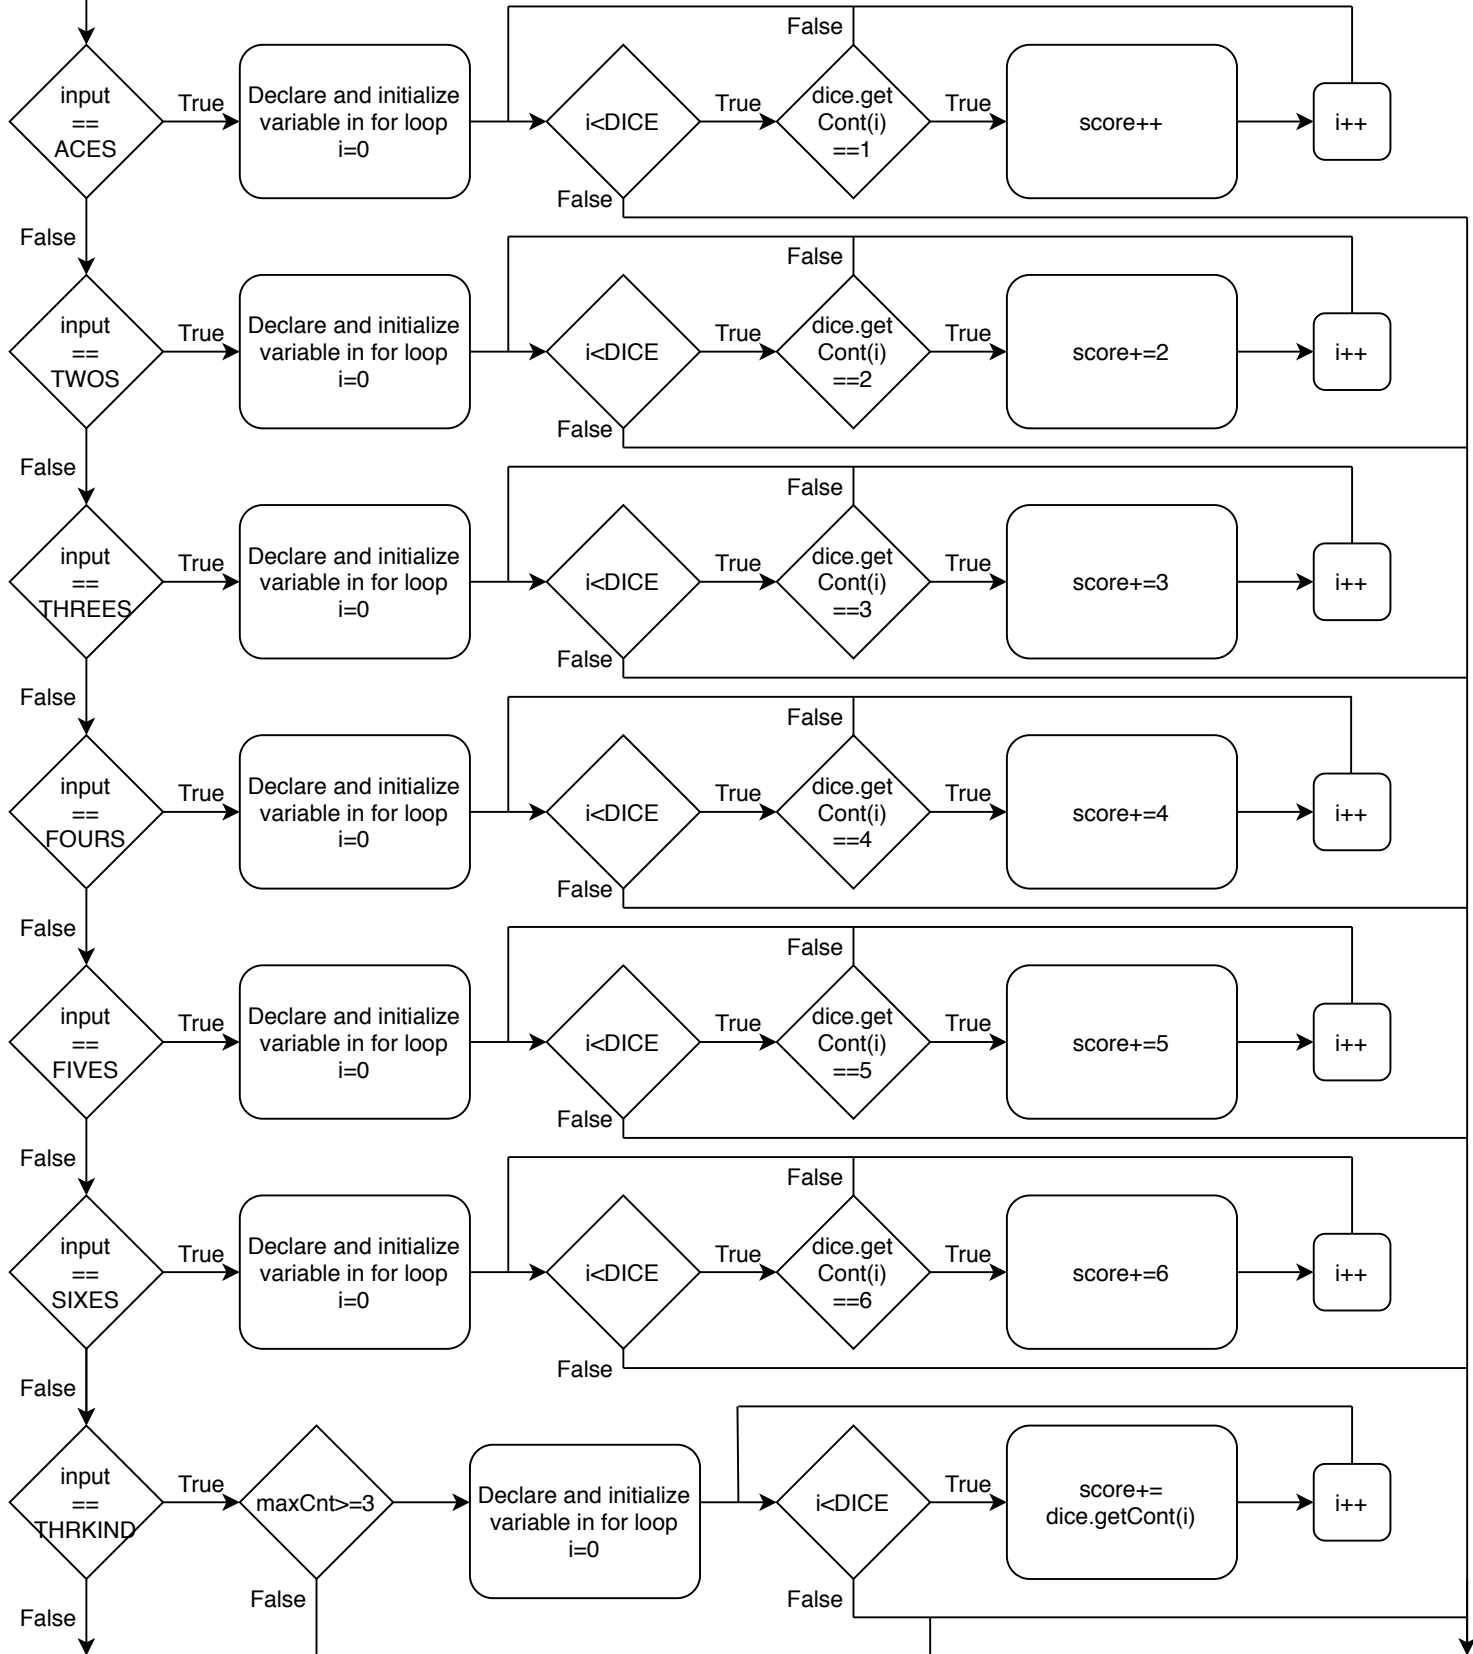 False
input
==
ACES
True
Declare and initialize
variable in for loop
i=0
i<DICE
True
dice.get
Cont(i)
==1
True
score++
i++
False
False
False
input
==
TWOS
True
Declare and initialize
variable in for loop
i=0
i<DICE
True
dice.get
Cont(i)
==2
True
score+=2
i++
False
False
False
input
==
THREES
True
Declare and initialize
variable in for loop
i=0
i<DICE
True
dice.get
Cont(i)
==3
True
score+=3
i++
False
False
False
input
==
FOURS
True
Declare and initialize
variable in for loop
i=0
i<DICE
True
dice.get
Cont(i)
==4
True
score+=4
i++
False
False
False
input
==
FIVES
True
Declare and initialize
variable in for loop
i=0
i<DICE
True
dice.get
Cont(i)
==5
True
score+=5
i++
False
False
False
input
==
SIXES
True
Declare and initialize
variable in for loop
i=0
i<DICE
True
dice.get
Cont(i)
==6
True
score+=6
i++
False
False
input
==
THRKIND
True
maxCnt>=3
Declare and initialize
variable in for loop
i=0
i<DICE
True
score+=
dice.getCont(i)
i++
False
False
False